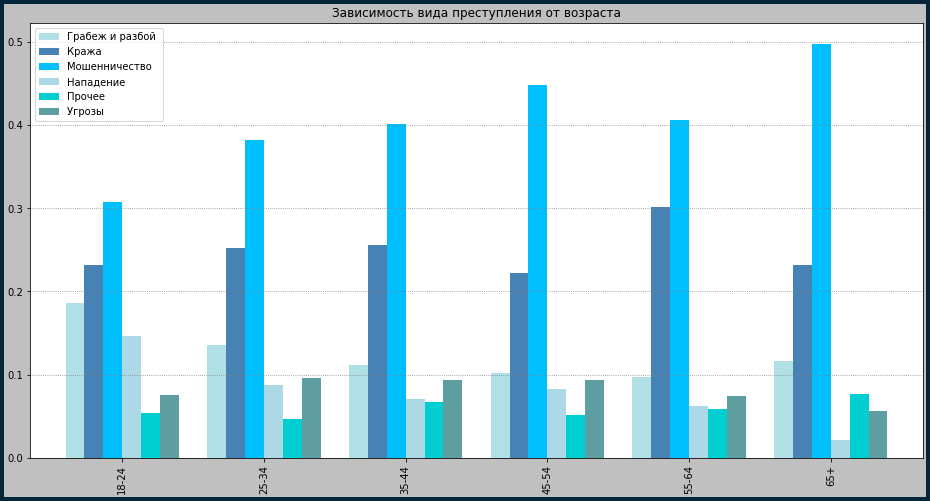 Зависимость вида преступления от возраста
Грабеж и разбой
Кража
Мошенничество
Нападение
Прочее
Угрозы
0.5
0.4
0.3
0.2
0.1
0.0
18-24
25-34
35-44
45-54
55-64
65+